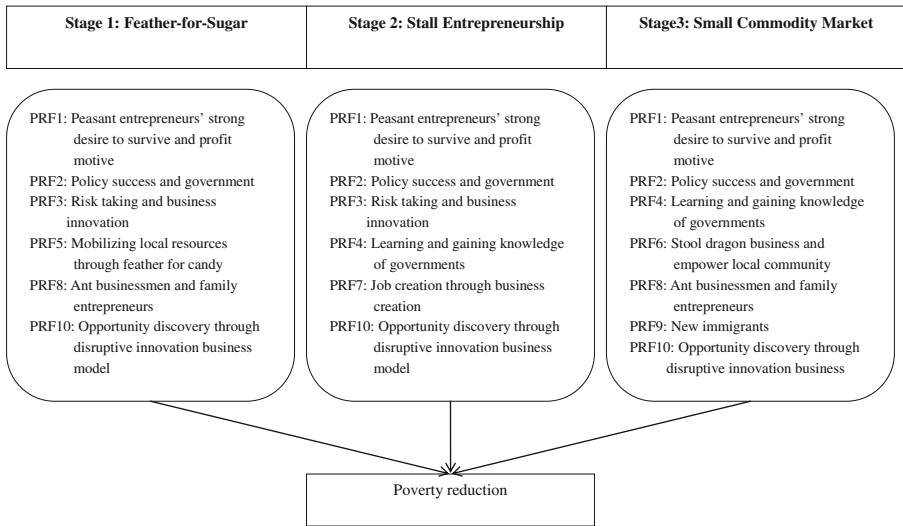 Stage 1: Feather-for-Sugar
Stage 2: Stall Entrepreneurship
Stage3: Small Commodity Market
PRF1: Peasant entrepreneurs’ strong
desire to survive and profit
motive
PRF2: Policy success and government
PRF3: Risk taking and business
innovation
PRF5: Mobilizing local resources
through feather for candy
PRF8: Ant businessmen and family
entrepreneurs
PRF10: Opportunity discovery through
disruptive innovation business
model
PRF1: Peasant entrepreneurs’ strong
desire to survive and profit
motive
PRF2: Policy success and government
PRF3: Risk taking and business
innovation
PRF4: Learning and gaining knowledge
of governments
PRF7: Job creation through business
creation
PRF10: Opportunity discovery through
disruptive innovation business
model
PRF1: Peasant entrepreneurs’ strong
desire to survive and profit
motive
PRF2: Policy success and government
PRF4: Learning and gaining knowledge
of governments
PRF6: Stool dragon business and
empower local community
PRF8: Ant businessmen and family
entrepreneurs
PRF9: New immigrants
PRF10: Opportunity discovery through
disruptive innovation business
Poverty reduction